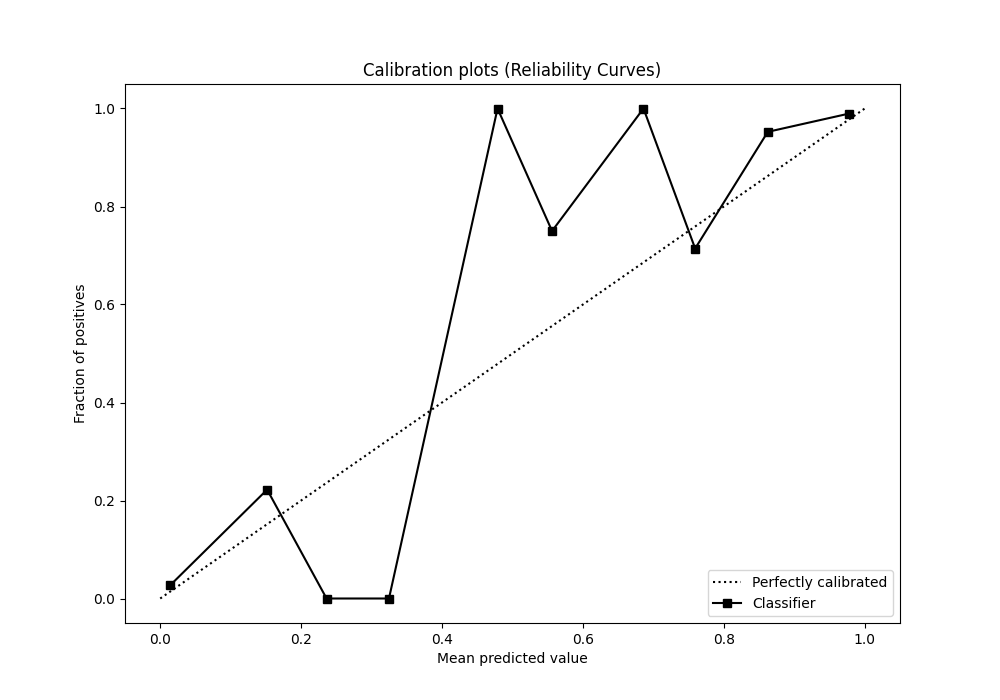 Calibration plots (Reliability Curves)
1.0
0.8
0.6
0.4
0.2
0.0
Fraction of positives
0.0 0.2 0.4 0.6 0.8 1.0
Mean predicted value
Perfectly calibrated
Classifier